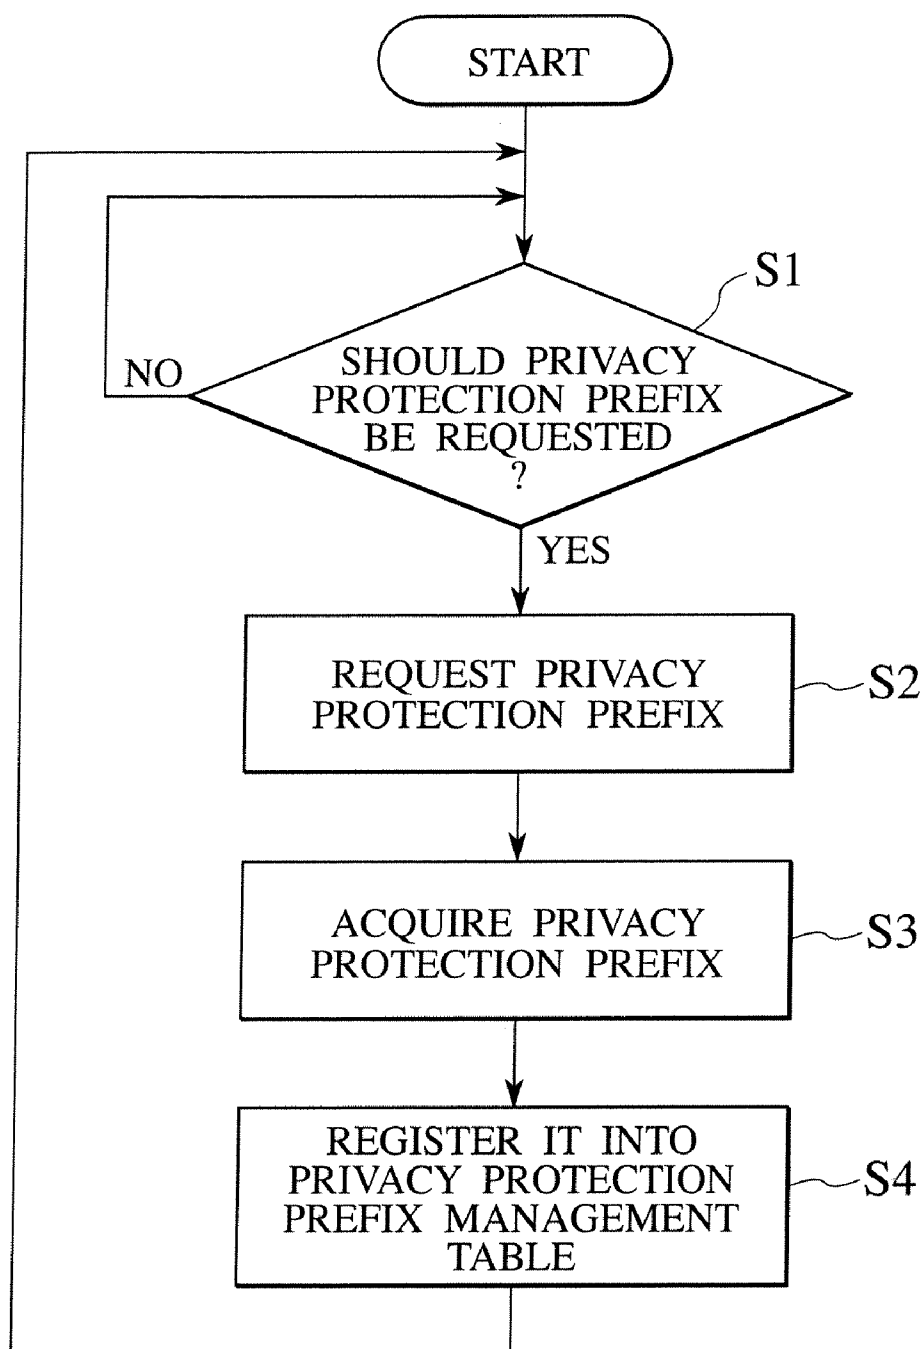 START
S1
SHOULD PRIVACY
PROTECTION PREFIX
BE REQUESTED
?
NO
YES
REQUEST PRIVACY
PROTECTION PREFIX
S2
ACQUIRE PRIVACY
PROTECTION PREFIX
S3
REGISTER IT INTO
PRIVACY PROTECTION
PREFIX MANAGEMENT
TABLE
S4